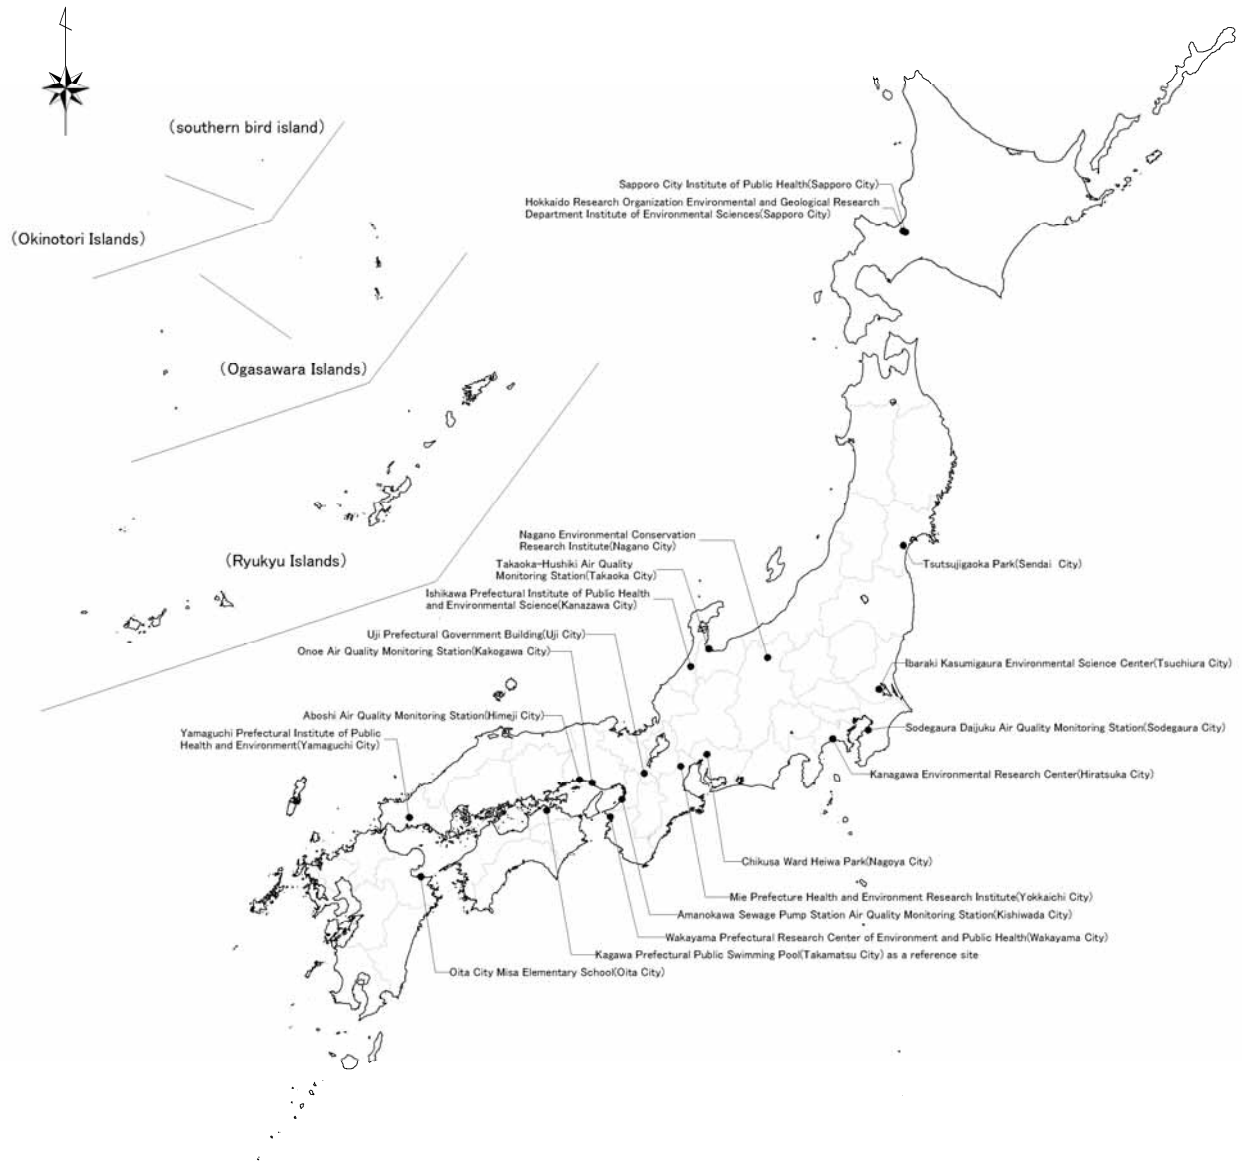 (southern bird island)
Sapporo City Institute of Public Health(Sapporo City)
Hokkaido Research Organization Environmental and Geological Research
Department Institute of Environmental Sciences(Sapporo City)
(Okinotori Islands)
(Ogasawara Islands)
(Ryukyu Islands)
Nagano Environmental Conservation
Research Institute(Nagano City)
Takaoka-Hushiki Air Quality
Monitoring Station(Takaoka City)
Ishikawa Prefectural Institute of Public Health
and Environmental Science(Kanazawa City)
Uji Prefectural Government Building(Uji City)
Onoe Air Quality Monitoring Station(Kakogawa City)
Aboshi Air Quality Monitoring Station(Himeji City)
Yamaguchi Prefectural Institute of Public
Health and Environment(Yamaguchi City)
Tsutsujigaoka Park(Sendai City)
Ibaraki Kasumigaura Environmental Science Center(Tsuchiura City)
Sodegaura Daijuku Air Quality Monitoring Station(Sodegaura City)
Kanagawa Environmental Research Center(Hiratsuka City)
Chikusa Ward Heiwa Park(Nagoya City)
Mie Prefecture Health and Environment Research Institute(Yokkaichi City)
Amanokawa Sewage Pump Station Air Quality Monitoring Station(Kishiwada City)
Wakayama Prefectural Research Center of Environment and Public Health(Wakayama City)
Kagawa Prefectural Public Swimming Pool(Takamatsu City) as a reference site
Oita City Misa Elementary School(Oita City)